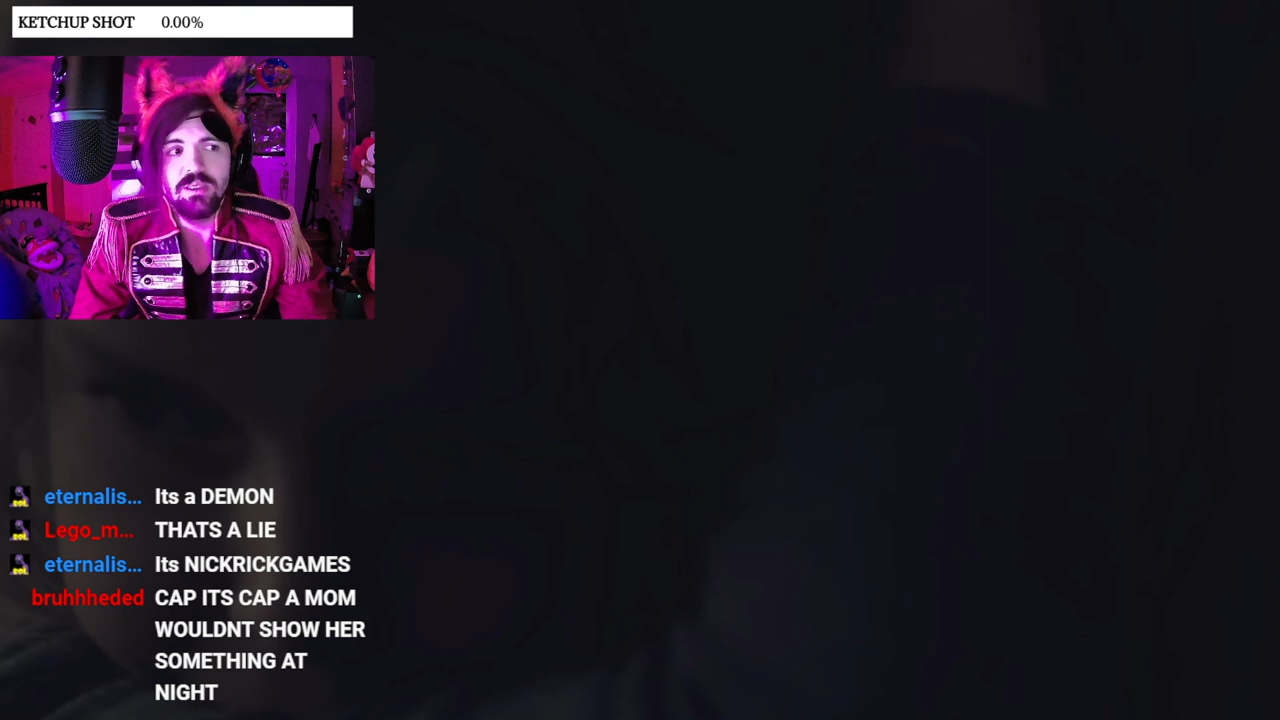 KETCHUP SHOT 0.00%
eternalis... Its a DEMON
Lego_m... THATS A LIE
eternalis... Its NICKRICKGAMES
bruhhheded CAP ITS CAP A MOM
WOULDNT SHOW HER
SOMETHING AT
NIGHT